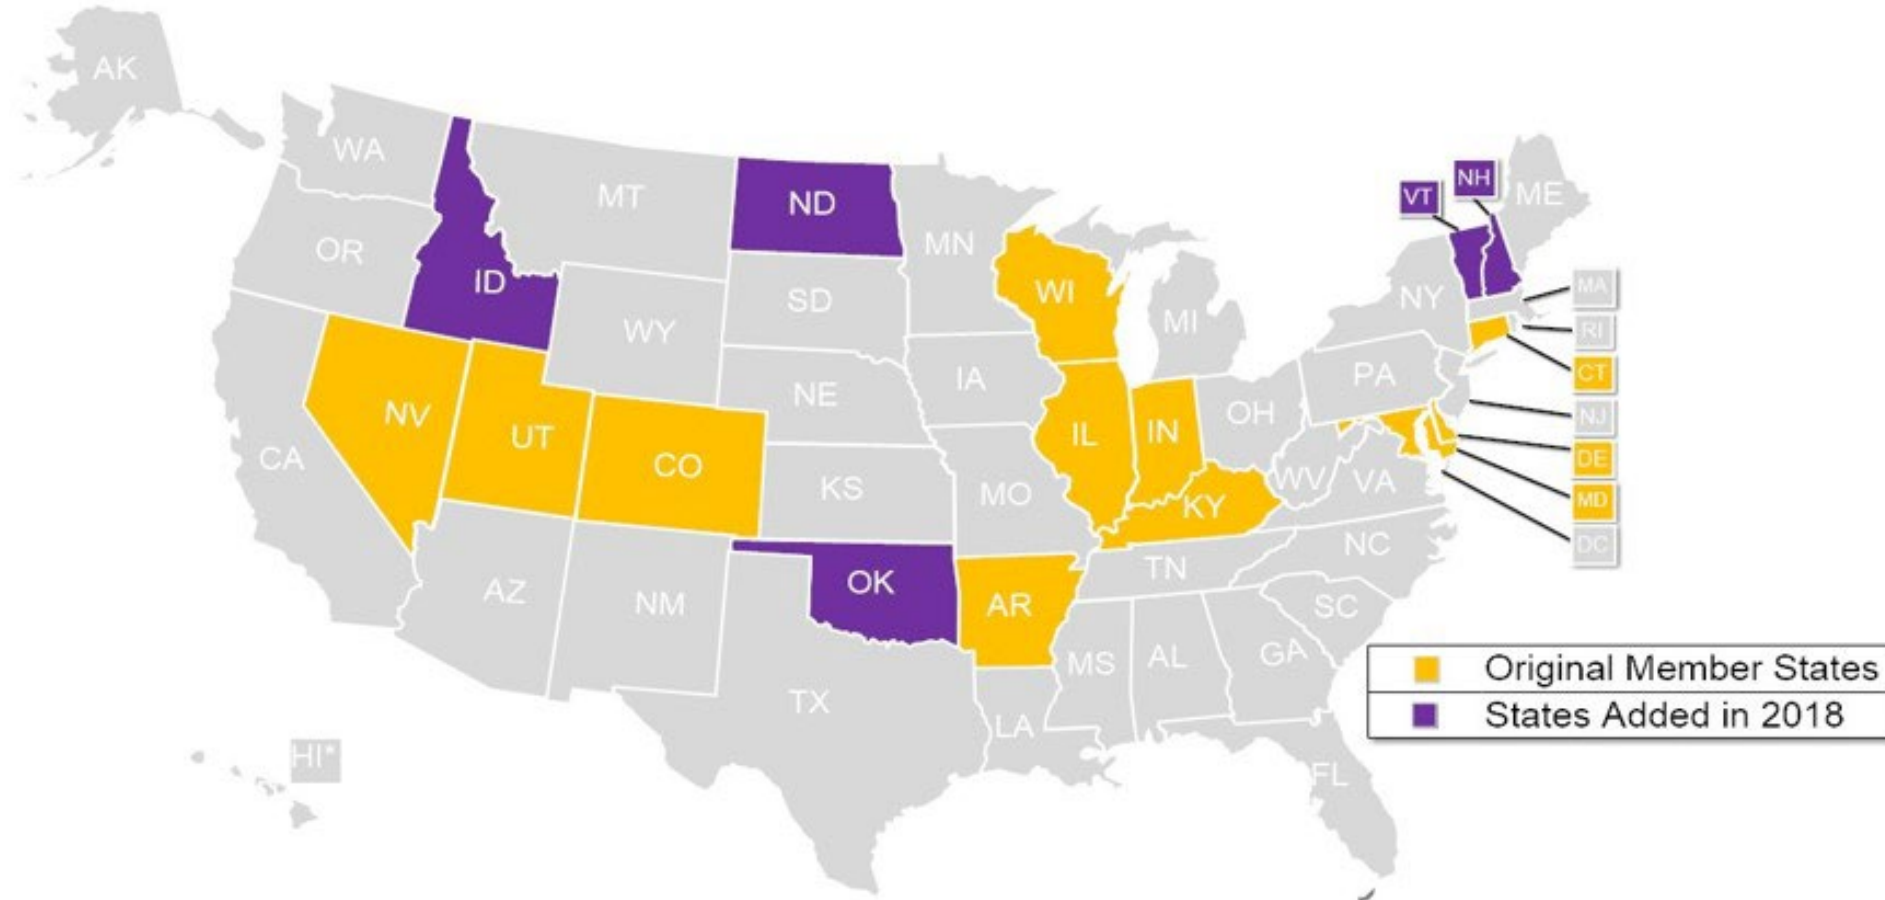 AK
WA
MT
ND
MN
VT
NH
ME
OR
ID
SD
WI
MI
NY
MA
WY
RI
IA
PA
CT
NV
UT
NE
OH
NJ
CO
IL
IN
DE
CA
KS
MO
KY
WV
VA
MD
NC
DC
AZ
NM
OK
AR
TN
SC
MS
AL
GA
TX
LA
HI*
FL
Original Member States
States Added in 2018